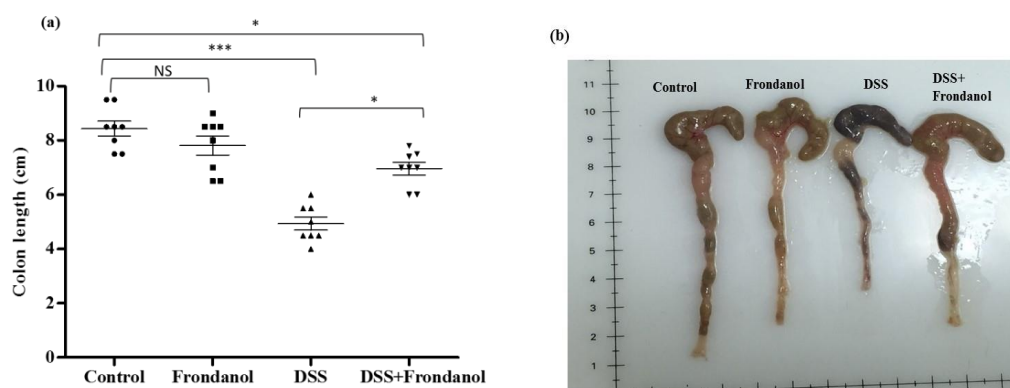 (a)
*
***
NS
*
Colon length (cm)
10
8
6
4
2
0
Control
Frondanol
DSS
DSS+Frondanol
(b)
Control
Frondanol
DSS
DSS+
Frondanol
10
9
8
7
6
5
4
3
2
1